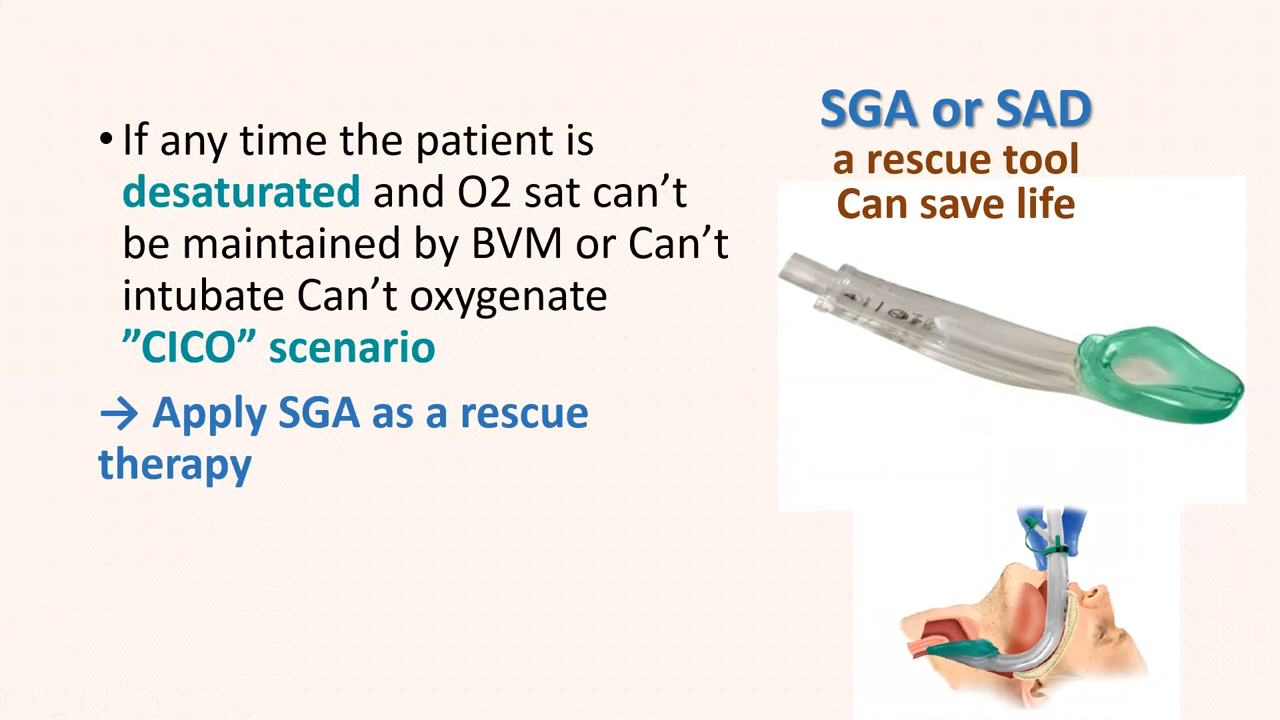 • If any time the patient is
desaturated and O2 sat can’t
be maintained by BVM or Can’t
intubate Can’t oxygenate
”CICO” scenario
→ Apply SGA as a rescue
therapy
SGA or SAD
a rescue tool
Can save life